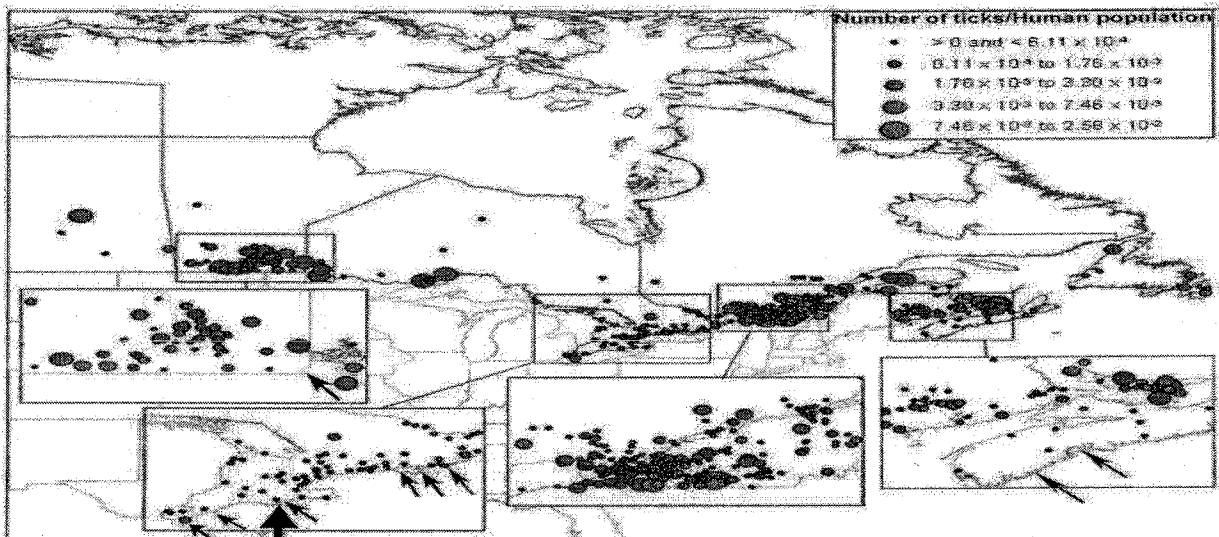 Number of ticks/Human population
> 0 and < 6.11 x 10⁻⁴
6.11 x 10⁻⁴ to 1.76 x 10⁻³
1.76 x 10⁻³ to 3.30 x 10⁻³
3.30 x 10⁻³ to 7.46 x 10⁻³
7.46 x 10⁻³ to 2.58 x 10⁻²